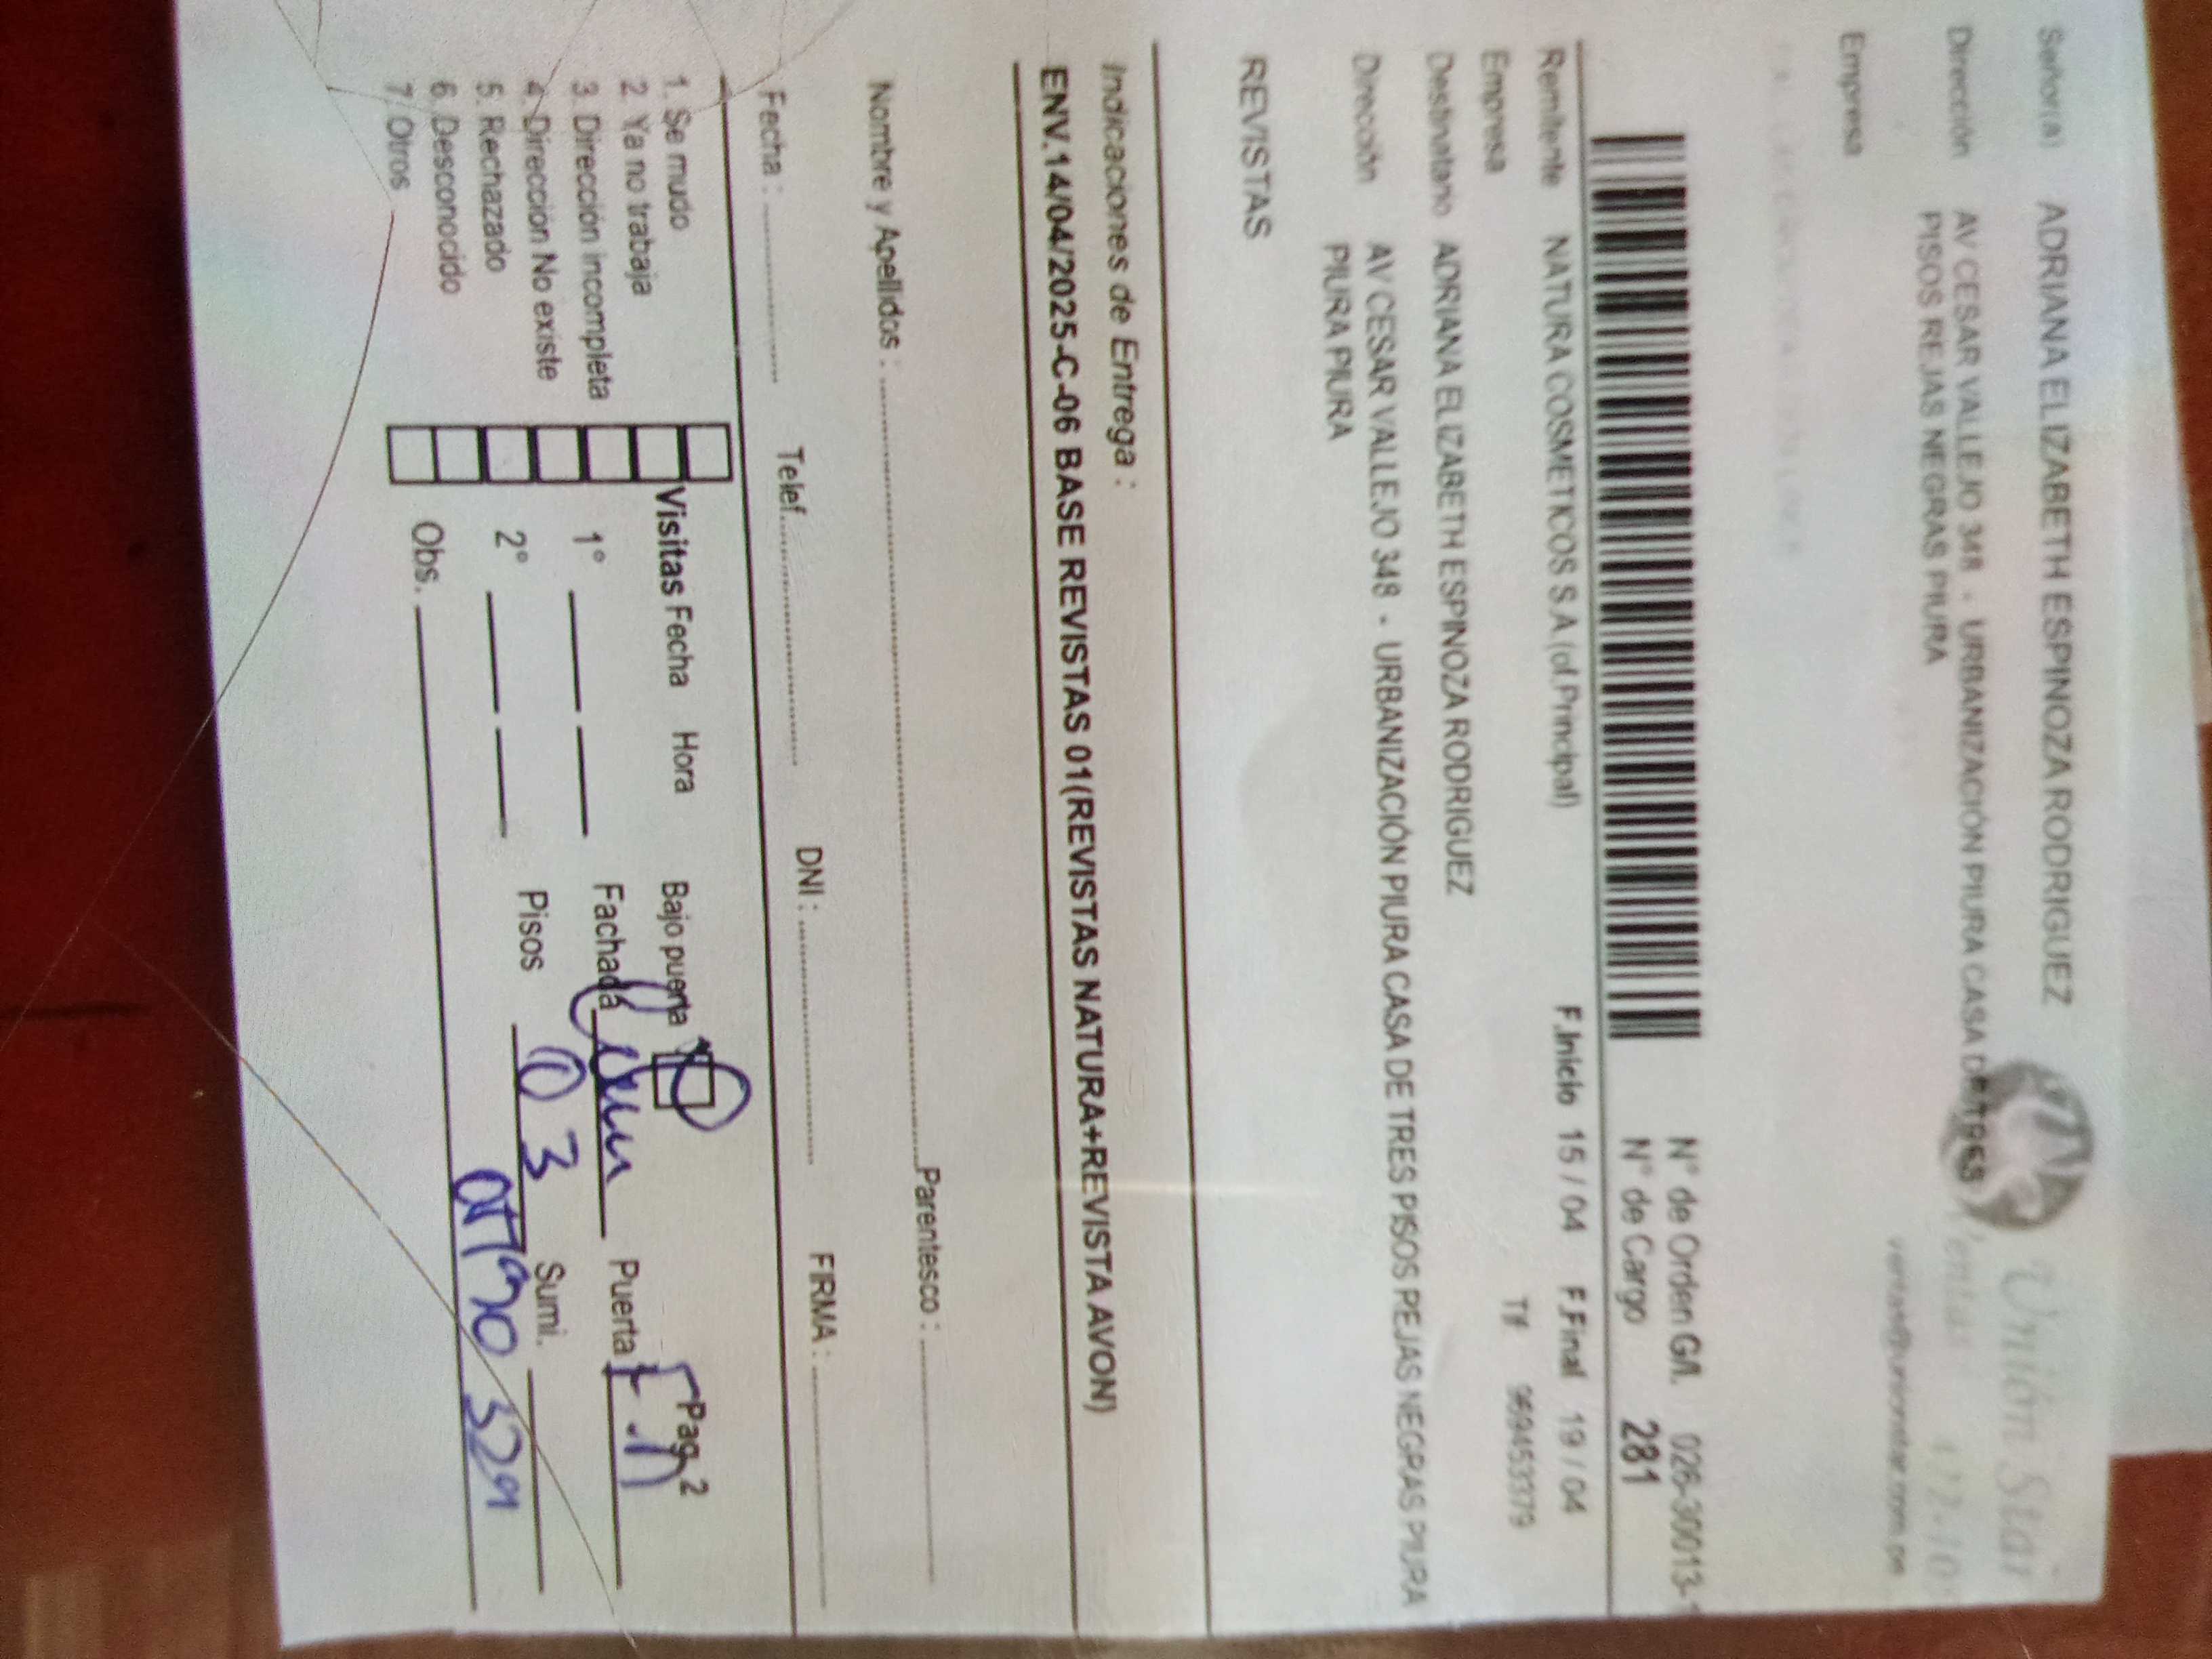 Señor(a) ADRIANA ELIZABETH ESPINOZA RODRIGUEZ
Dirección AV CESAR VALLEJO 348 - URBANIZACIÓN PIURA CASA DE TRES
PISOS REJAS NEGRAS PIURA
Empresa
Unión Star
Ventas
N° de Orden G/I. 026-30013-
N° de Cargo 281
Remitente NATURA COSMETICOS S.A.(of.Principal) F.Inicio 15 / 04 F.Final 19 / 04
Empresa Tlf 969453379
Destinatario ADRIANA ELIZABETH ESPINOZA RODRIGUEZ
Dirección AV CESAR VALLEJO 348 - URBANIZACIÓN PIURA CASA DE TRES PISOS PEJAS NEGRAS PIURA
PIURA PIURA
REVISTAS
Indicaciones de Entrega :
ENV.14/04/2025-C-06 BASE REVISTAS 01(REVISTAS NATURA+REVISTA AVON)
Nombre y Apellidos : Parentesco :
Fecha : Telef. DNI : FIRMA :
1. Se mudo
2. Ya no trabaja
3. Dirección incompleta
4. Dirección No existe
5. Rechazado
6. Desconocido
7. Otros
Visitas Fecha Hora Bajo puerta Pag. 2
1° Fachada Puerta
2° Pisos 3 Sumi.
Obs. 329